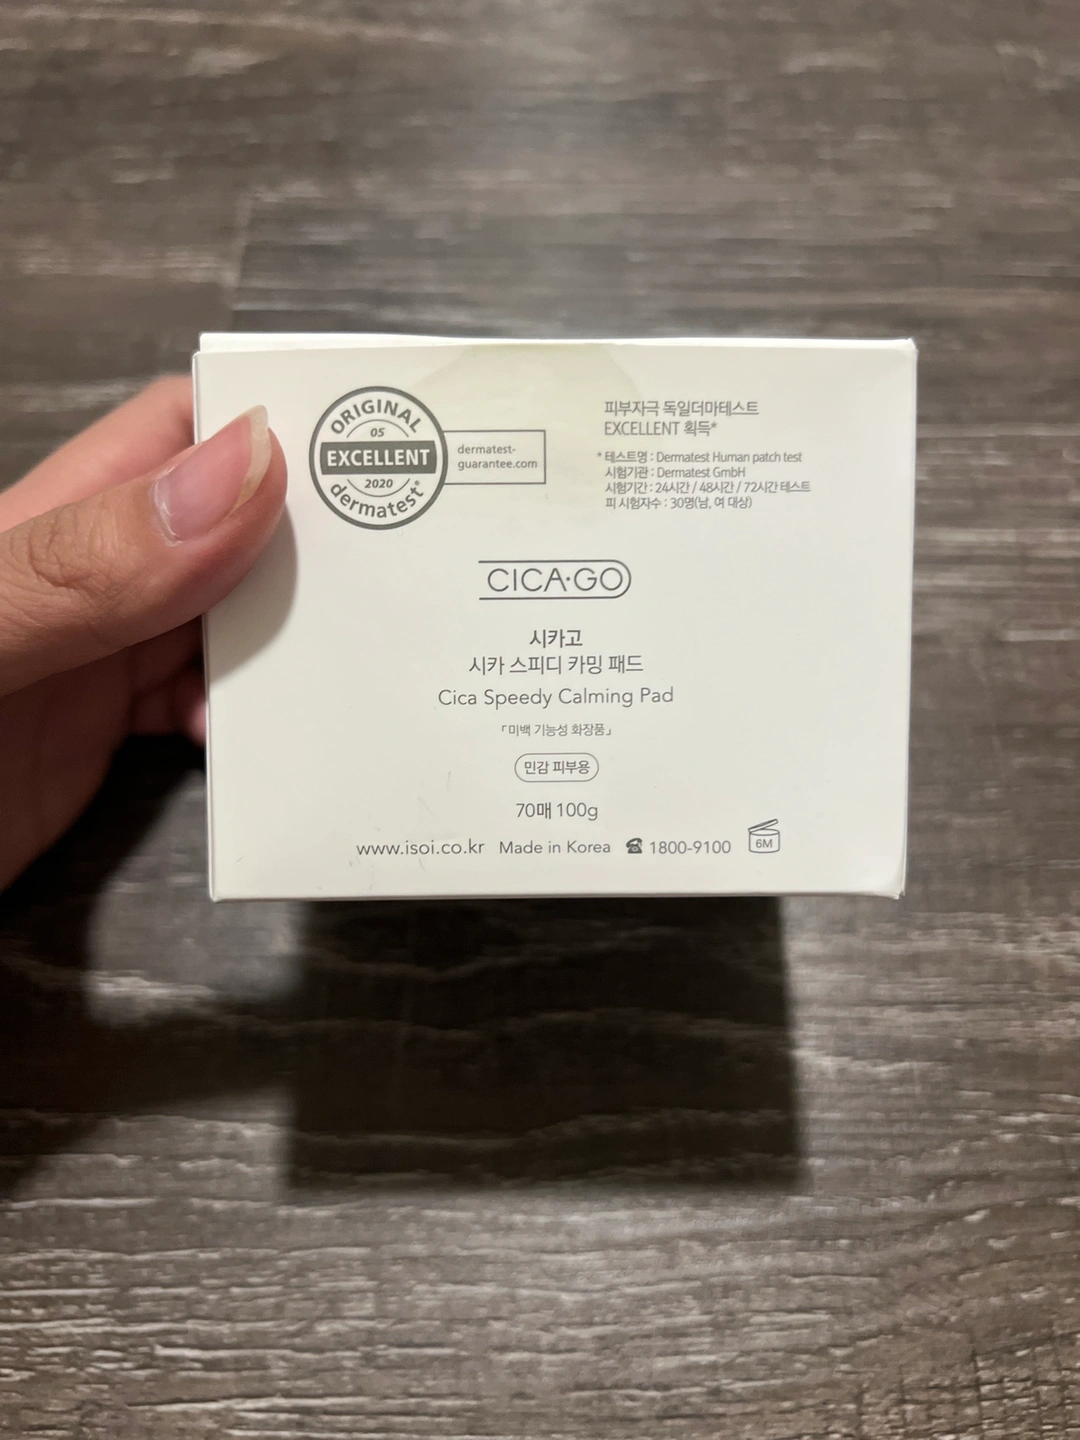 ORIGINAL
05
EXCELLENT
2020
dermatest®
dermatest-
guarantee.com
피부자극 독일더마테스트
EXCELLENT 획득*
* 테스트명 : Dermatest Human patch test
시험기관 : Dermatest GmbH
시험기간 : 24시간 / 48시간 / 72시간 테스트
피 시험자수 : 30명(남, 여 대상)
CICA·GO
시카고
시카 스피디 카밍 패드
Cica Speedy Calming Pad
「미백 기능성 화장품」
민감 피부용
70매 100g
www.isoi.co.kr Made in Korea ☎ 1800-9100 6M